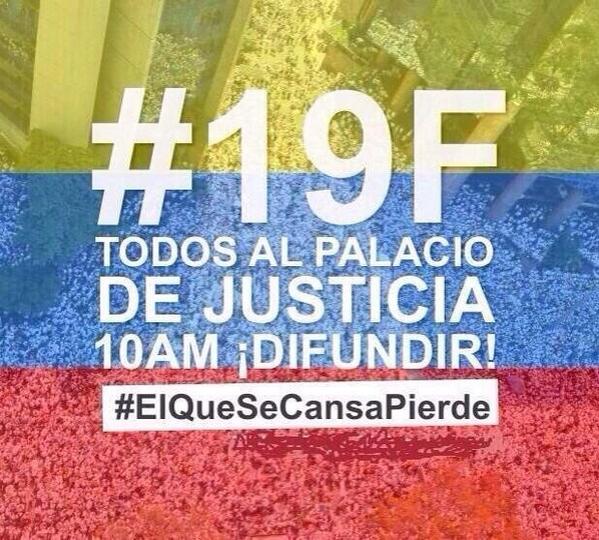 #19F
TODOS AL PALACIO
DE JUSTICIA
10AM ¡DIFUNDIR!
#ElQueSeCansaPierde